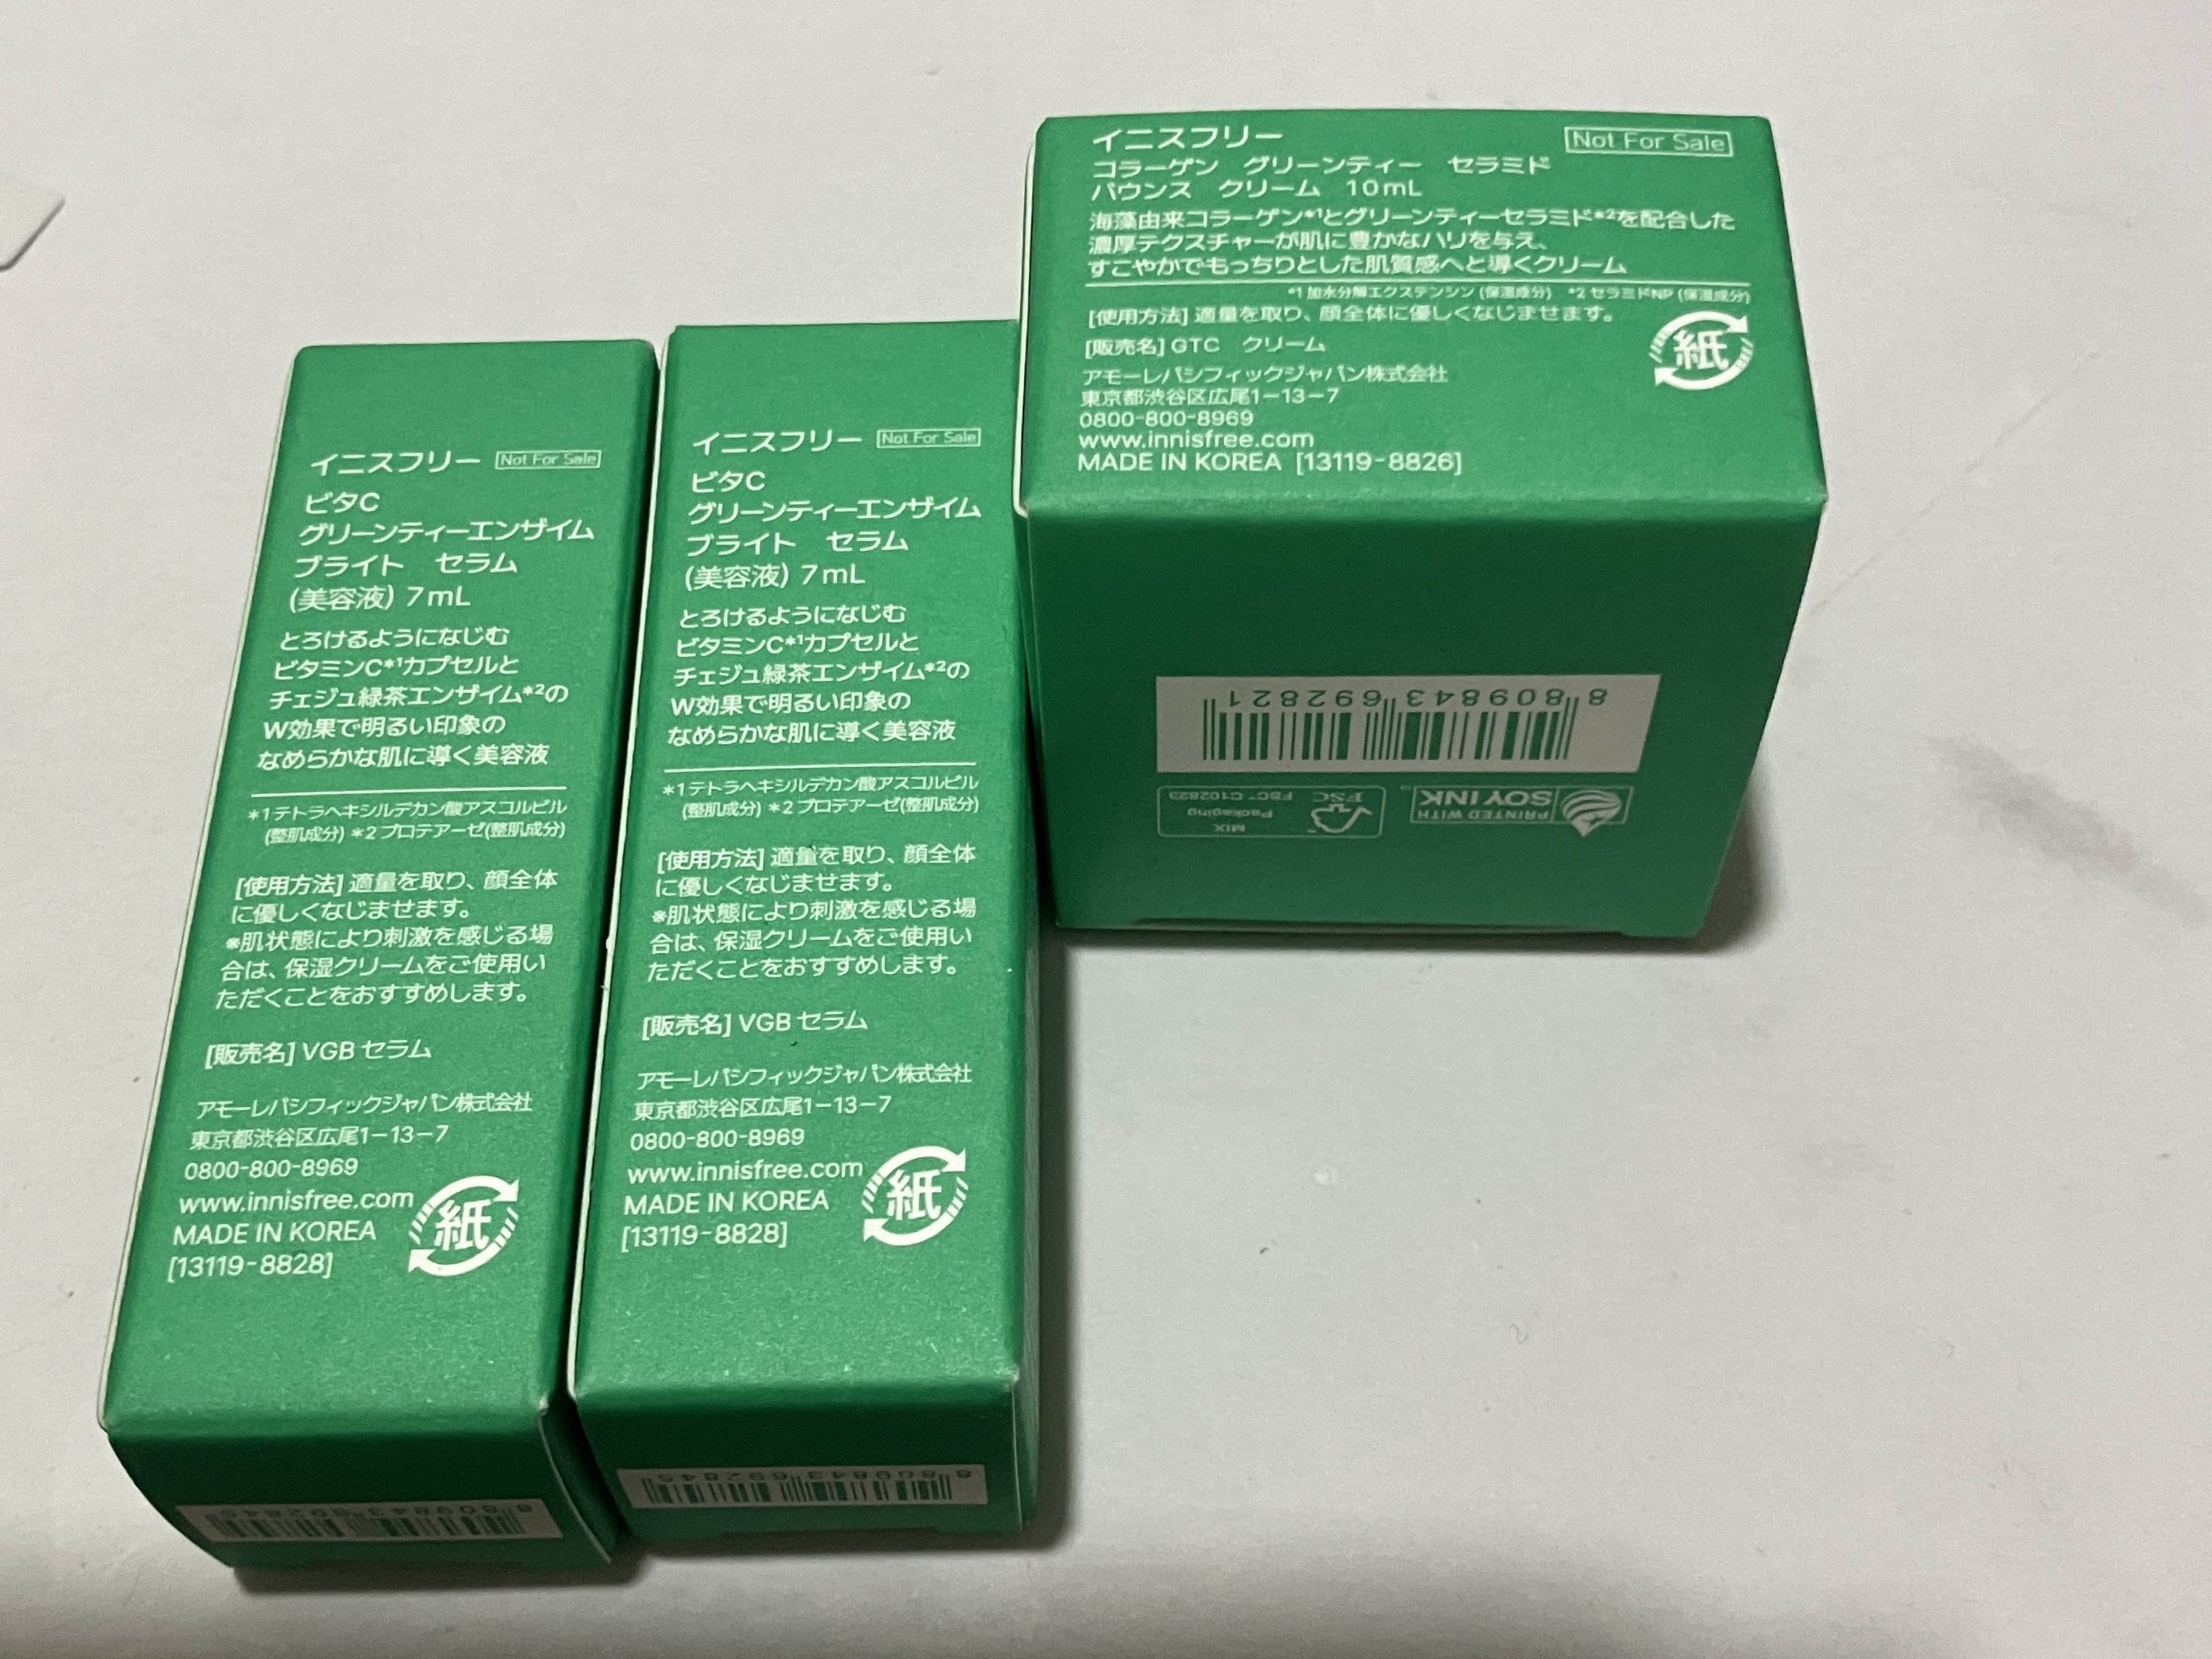 イニスフリー Not For Sale
ビタC
グリーンティーエンザイム
ブライト　セラム
(美容液) 7mL
とろけるようになじむ
ビタミンC*1カプセルと
チェジュ緑茶エンザイム*2の
W効果で明るい印象の
なめらかな肌に導く美容液
*1 テトラヘキシルデカン酸アスコルビル
(整肌成分) *2 プロテアーゼ(整肌成分)
[使用方法] 適量を取り、顔全体
に優しくなじませます。
※肌状態により刺激を感じる場
合は、保湿クリームをご使用い
ただくことをおすすめします。
[販売名] VGB セラム
アモーレパシフィックジャパン株式会社
東京都渋谷区広尾1-13-7
0800-800-8969
www.innisfree.com
MADE IN KOREA
[13119-8828]
紙
8 809843 692845
イニスフリー Not For Sale
ビタC
グリーンティーエンザイム
ブライト　セラム
(美容液) 7mL
とろけるようになじむ
ビタミンC*1カプセルと
チェジュ緑茶エンザイム*2の
W効果で明るい印象の
なめらかな肌に導く美容液
*1 テトラヘキシルデカン酸アスコルビル
(整肌成分) *2 プロテアーゼ(整肌成分)
[使用方法] 適量を取り、顔全体
に優しくなじませます。
※肌状態により刺激を感じる場
合は、保湿クリームをご使用い
ただくことをおすすめします。
[販売名] VGB セラム
アモーレパシフィックジャパン株式会社
東京都渋谷区広尾1-13-7
0800-800-8969
www.innisfree.com
MADE IN KOREA
[13119-8828]
紙
8 809843 692845
イニスフリー Not For Sale
コラーゲン　グリーンティー　セラミド
バウンス　クリーム　10mL
海藻由来コラーゲン*1とグリーンティーセラミド*2を配合した
濃厚テクスチャーが肌に豊かなハリを与え、
すこやかでもっちりとした肌質感へと導くクリーム
*1 加水分解エクステンシン (保湿成分)　*2 セラミドNP (保湿成分)
[使用方法] 適量を取り、顔全体に優しくなじませます。
[販売名] GTC　クリーム
アモーレパシフィックジャパン株式会社
東京都渋谷区広尾1-13-7
0800-800-8969
www.innisfree.com
MADE IN KOREA [13119-8826]
紙
8 809843 692821
PRINTED WITH
SOY INK™
FSC
MIX
Packaging
FSC™ C102823